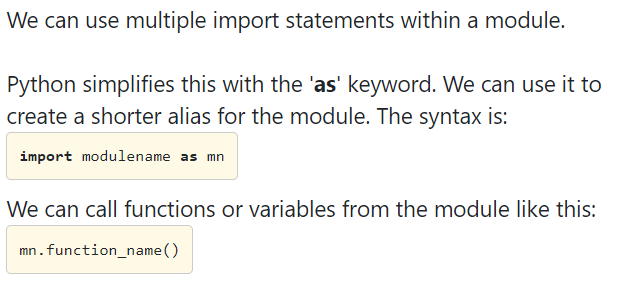 We can use multiple import statements within a module.
Python simplifies this with the 'as' keyword. We can use it to
create a shorter alias for the module. The syntax is:
import modulename as mn
We can call functions or variables from the module like this:
mn.function_name()